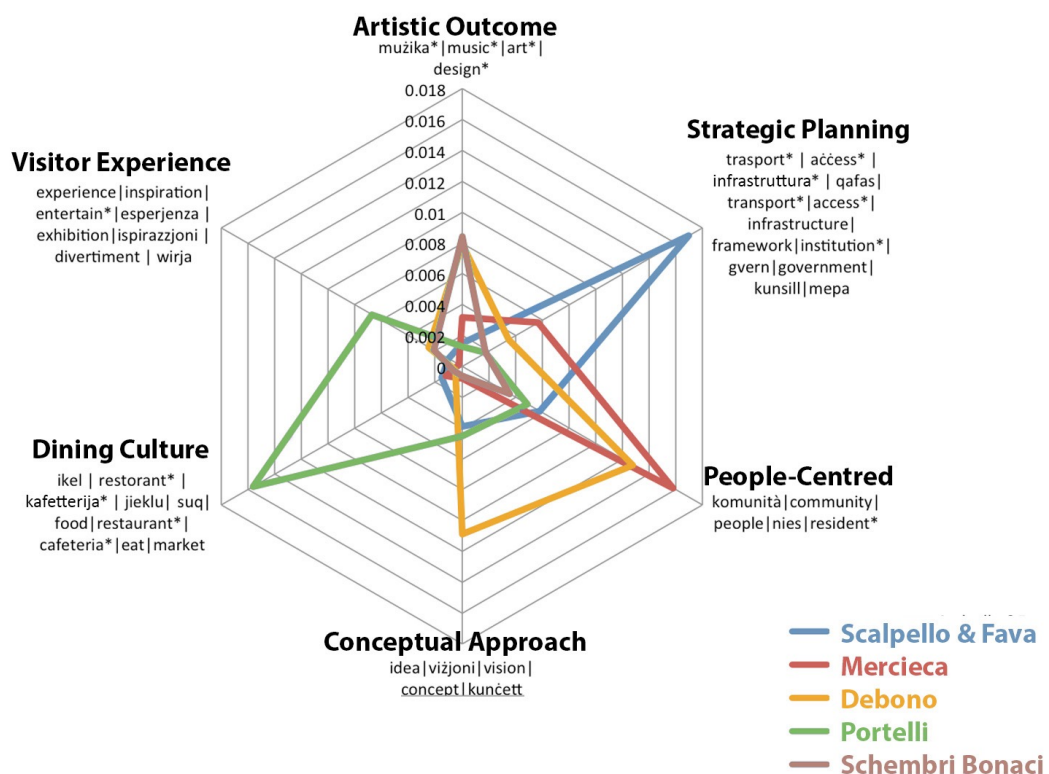 Artistic Outcome
mużika*|music*|art*|
design*
0.018
0.016
0.014
0.012
0.01
0.008
0.006
0.004
0.002
0
Strategic Planning
trasport* | aċċess* |
infrastruttura* | qafas|
transport*|access*|
infrastructure|
framework|institution*|
gvern|government|
kunsill|mepa
Visitor Experience
experience|inspiration|
entertain*|esperjenza |
exhibition|ispirazzjoni |
divertiment | wirja
Dining Culture
ikel | restorant* |
kafetterija* | jieklu| suq|
food|restaurant*|
cafeteria*|eat|market
People-Centred
komunità|community|
people|nies|resident*
Conceptual Approach
idea|viżjoni|vision|
concept|kunċett
Scalpello & Fava
Mercieca
Debono
Portelli
Schembri Bonaci